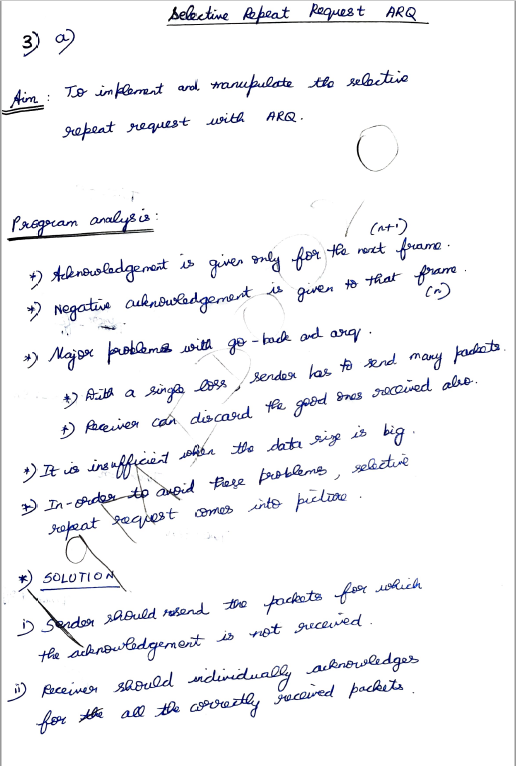 Selective Repeat Request ARQ
3) a)
Aim : To implement and manupulate the selective
repeat request with ARQ.
Program analysis :
(n+1)
*) Acknowledgement is given only for the next frame.
*) Negative acknowledgement is given to that frame.
(n)
*) Major problems with go-back and arq.
*) With a single loss, sender has to send many packets.
*) Receiver can discard the good ones received also.
*) It is insufficient when the data size is big.
*) In-order to avoid these problems, selective
repeat request comes into picture.
*) SOLUTION
i) Sender should resend the packets for which
the acknowledgement is not received.
ii) Receiver should individually acknowledges
for the all the correctly received packets.